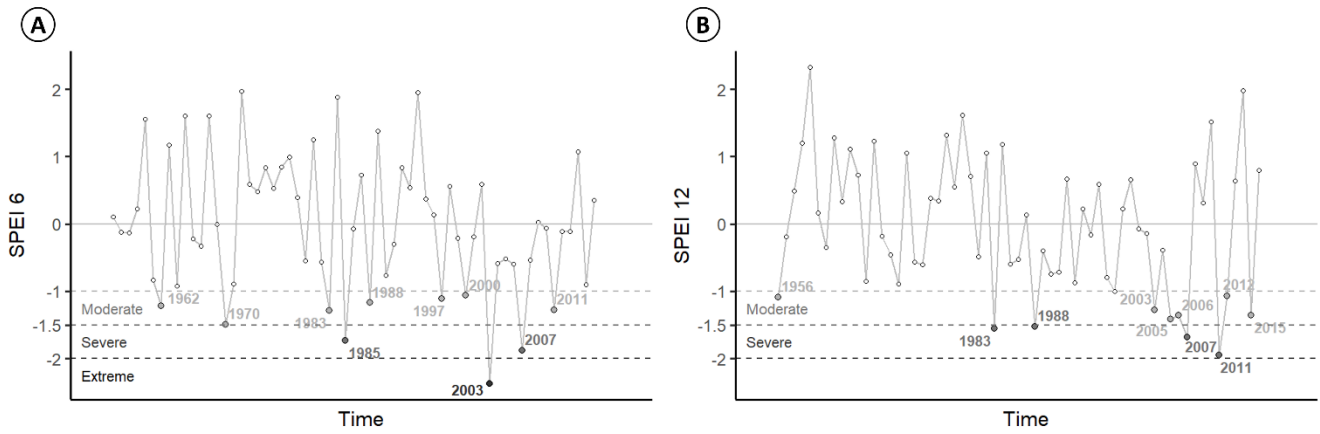 A
SPEI 6
2
1
0
-1
-1.5
-2
Moderate
Severe
Extreme
1962
1970
1983
1985
1988
1997
2000
2003
2007
2011
Time
B
SPEI 12
2
1
0
-1
-1.5
-2
Moderate
Severe
1956
1983
1988
2003
2005
2006
2007
2011
2012
2015
Time